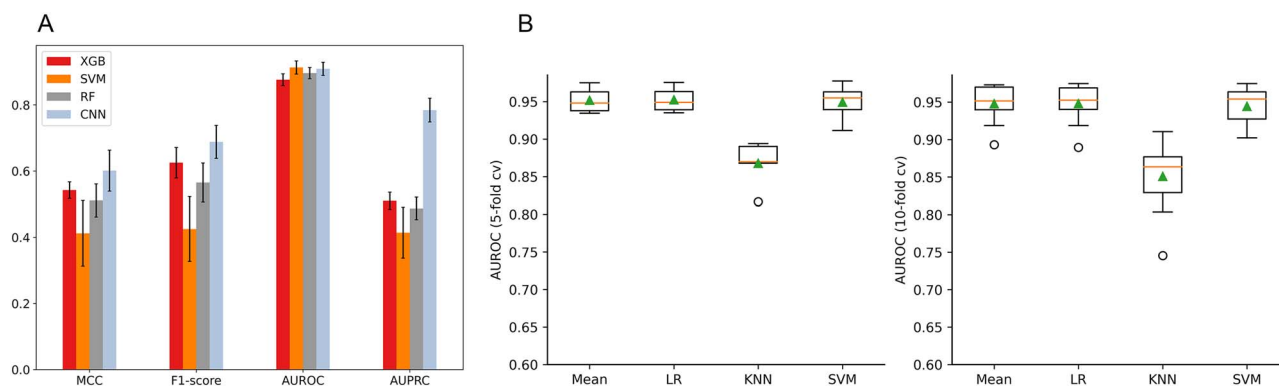 A
XGB
SVM
RF
CNN
0.8
0.6
0.4
0.2
0.0
MCC F1-score AUROC AUPRC
B
AUROC (5-fold cv)
0.95
0.90
0.85
0.80
0.75
0.70
0.65
0.60
Mean LR KNN SVM
AUROC (10-fold cv)
0.95
0.90
0.85
0.80
0.75
0.70
0.65
0.60
Mean LR KNN SVM